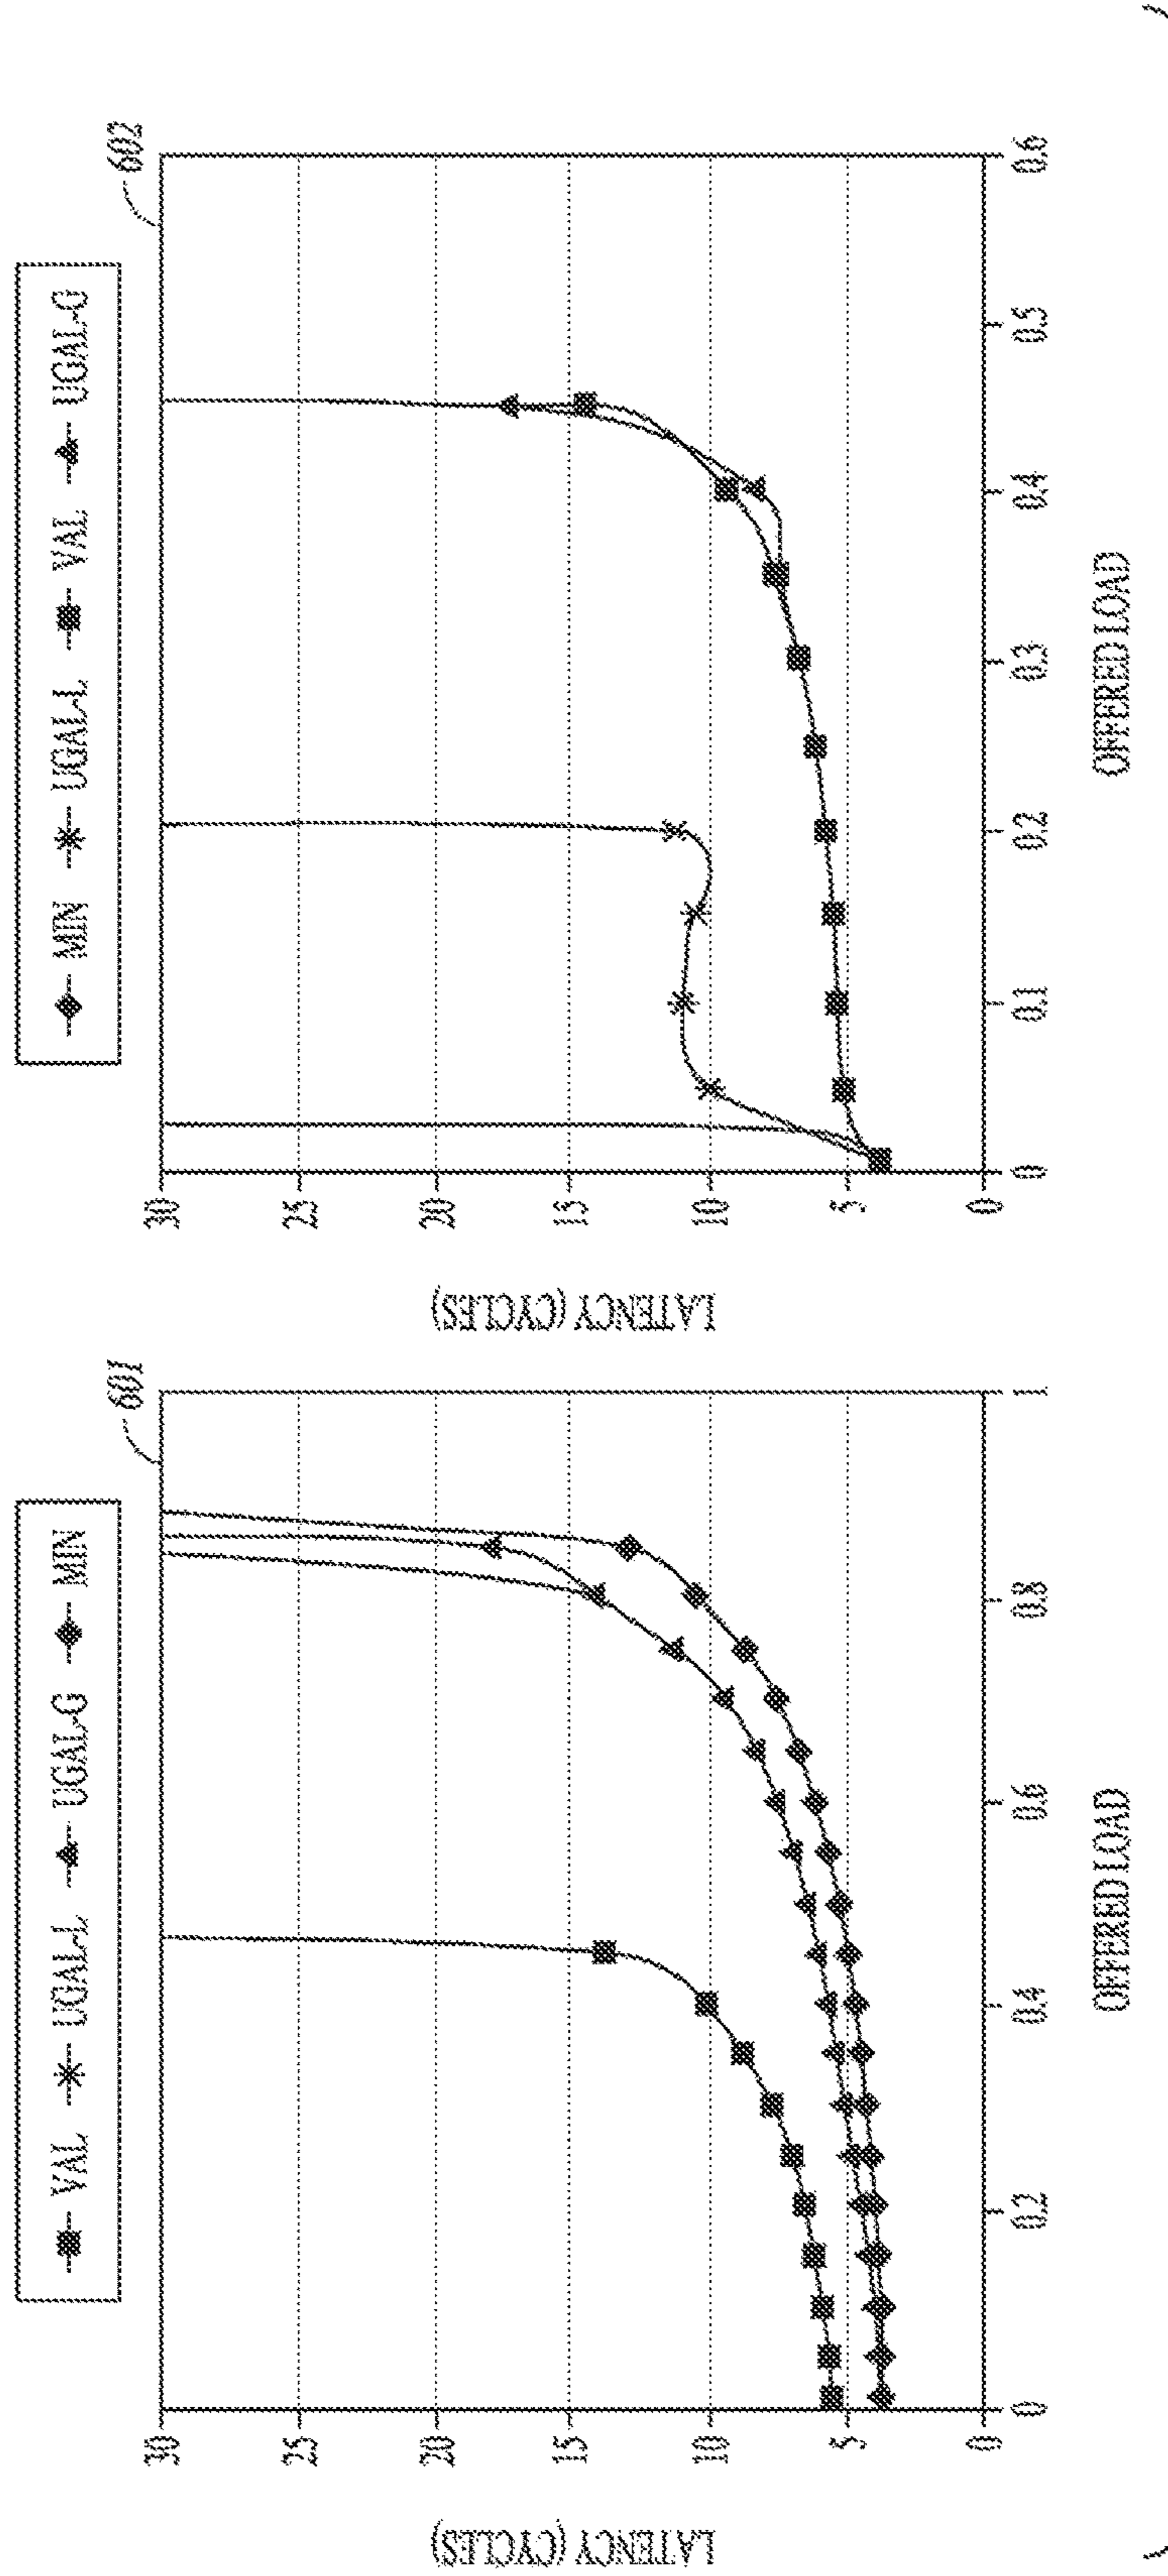 VAL UGAL-L UGAL-G MIN
601
30
25
20
15
10
5
0
LATENCY (CYCLES)
0 0.2 0.4 0.6 0.8 1
OFFERED LOAD
MIN UGAL-L VAL UGAL-G
602
30
25
20
15
10
5
0
LATENCY (CYCLES)
0 0.1 0.2 0.3 0.4 0.5 0.6
OFFERED LOAD